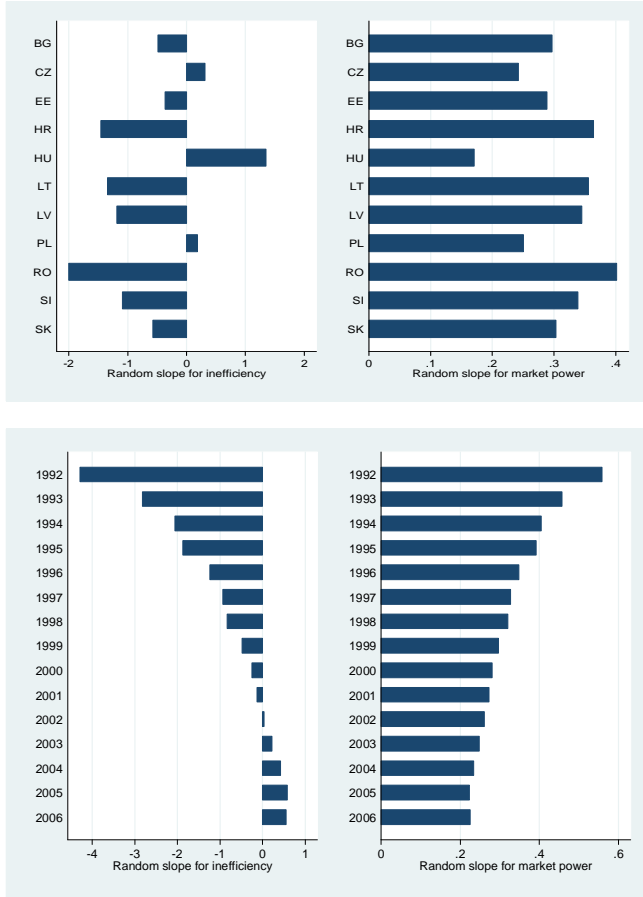 BG
CZ
EE
HR
HU
LT
LV
PL
RO
SI
SK
-2 -1 0 1 2
Random slope for inefficiency
BG
CZ
EE
HR
HU
LT
LV
PL
RO
SI
SK
0 .1 .2 .3 .4
Random slope for market power
1992
1993
1994
1995
1996
1997
1998
1999
2000
2001
2002
2003
2004
2005
2006
-4 -3 -2 -1 0 1
Random slope for inefficiency
1992
1993
1994
1995
1996
1997
1998
1999
2000
2001
2002
2003
2004
2005
2006
0 .2 .4 .6
Random slope for market power